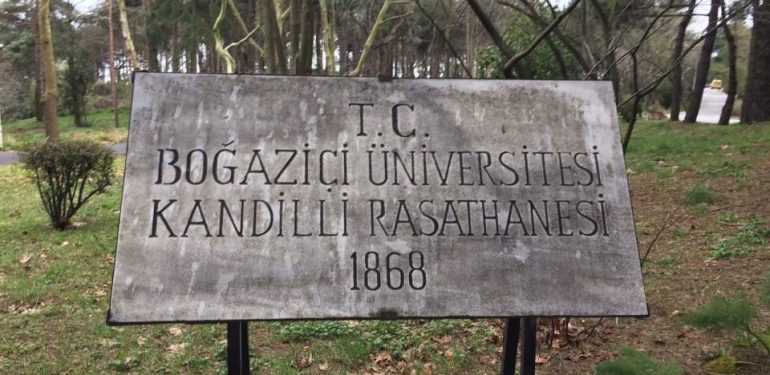 T.C.
BOĞAZİÇİ ÜNİVERSİTESİ
KANDİLLİ RASATHANESİ
1868